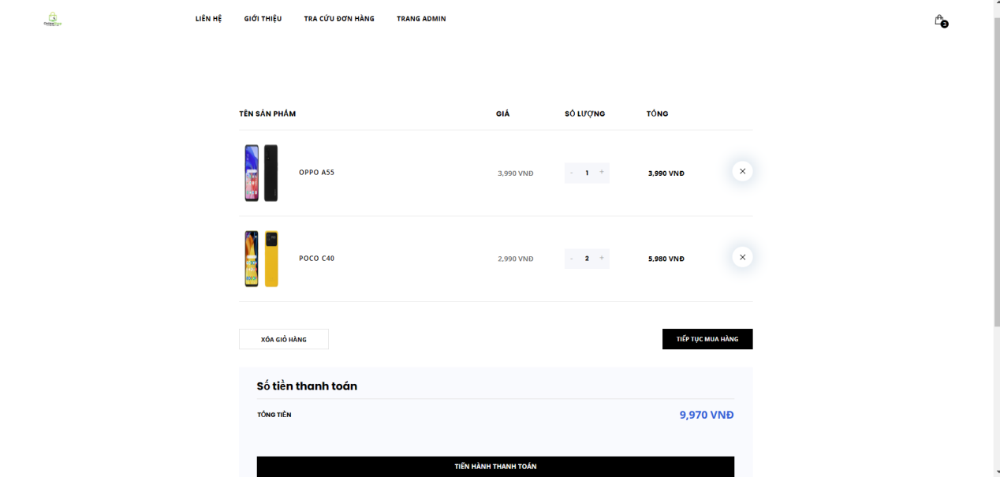 LIÊN HỆ GIỚI THIỆU TRA CỨU ĐƠN HÀNG TRANG ADMIN 3
TÊN SẢN PHẨM GIÁ SỐ LƯỢNG TỔNG
OPPO A55 3,990 VNĐ - 1 + 3,990 VNĐ ×
POCO C40 2,990 VNĐ - 2 + 5,980 VNĐ ×
XÓA GIỎ HÀNG TIẾP TỤC MUA HÀNG
Số tiền thanh toán
TỔNG TIỀN 9,970 VNĐ
TIẾN HÀNH THANH TOÁN